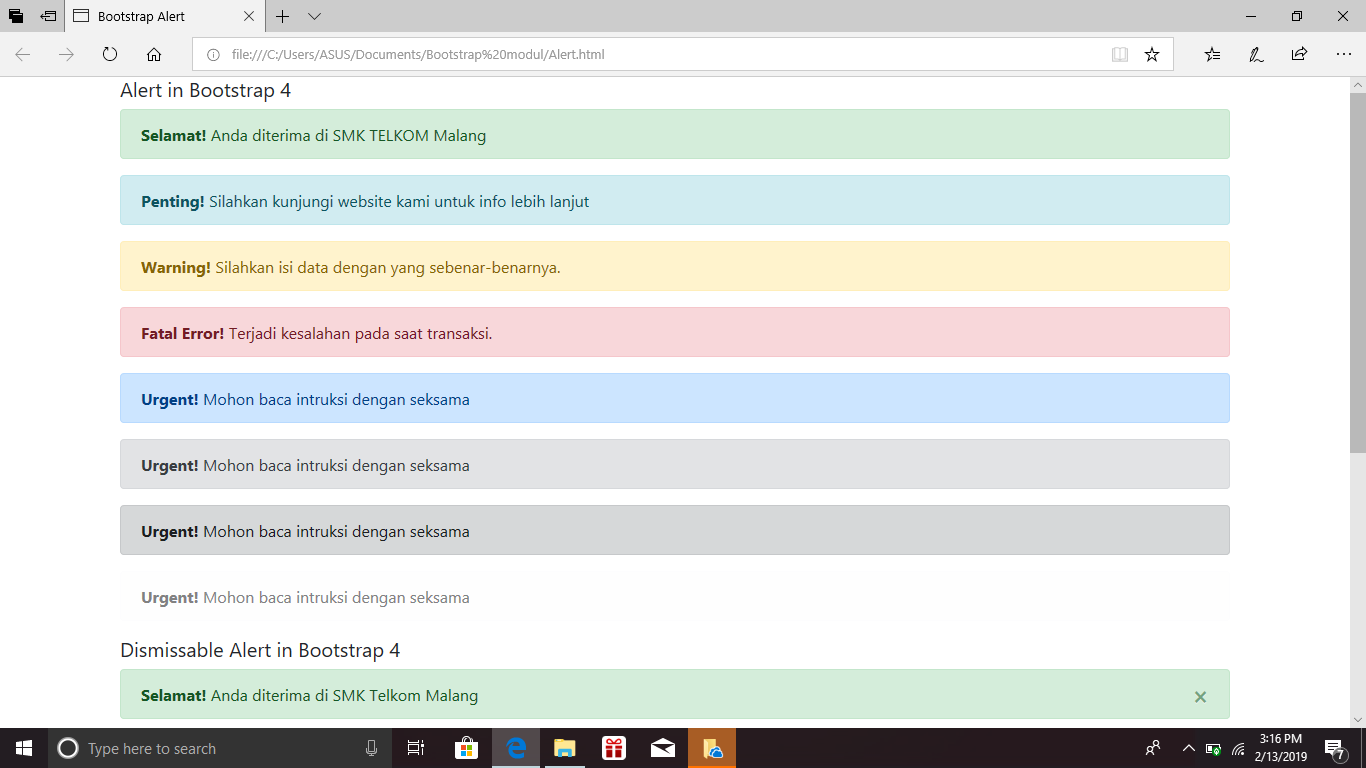 Bootstrap Alert
file:///C:/Users/ASUS/Documents/Bootstrap%20modul/Alert.html
Alert in Bootstrap 4
Selamat! Anda diterima di SMK TELKOM Malang
Penting! Silahkan kunjungi website kami untuk info lebih lanjut
Warning! Silahkan isi data dengan yang sebenar-benarnya.
Fatal Error! Terjadi kesalahan pada saat transaksi.
Urgent! Mohon baca intruksi dengan seksama
Urgent! Mohon baca intruksi dengan seksama
Urgent! Mohon baca intruksi dengan seksama
Urgent! Mohon baca intruksi dengan seksama
Dismissable Alert in Bootstrap 4
Selamat! Anda diterima di SMK Telkom Malang
Type here to search
3:16 PM
2/13/2019
7